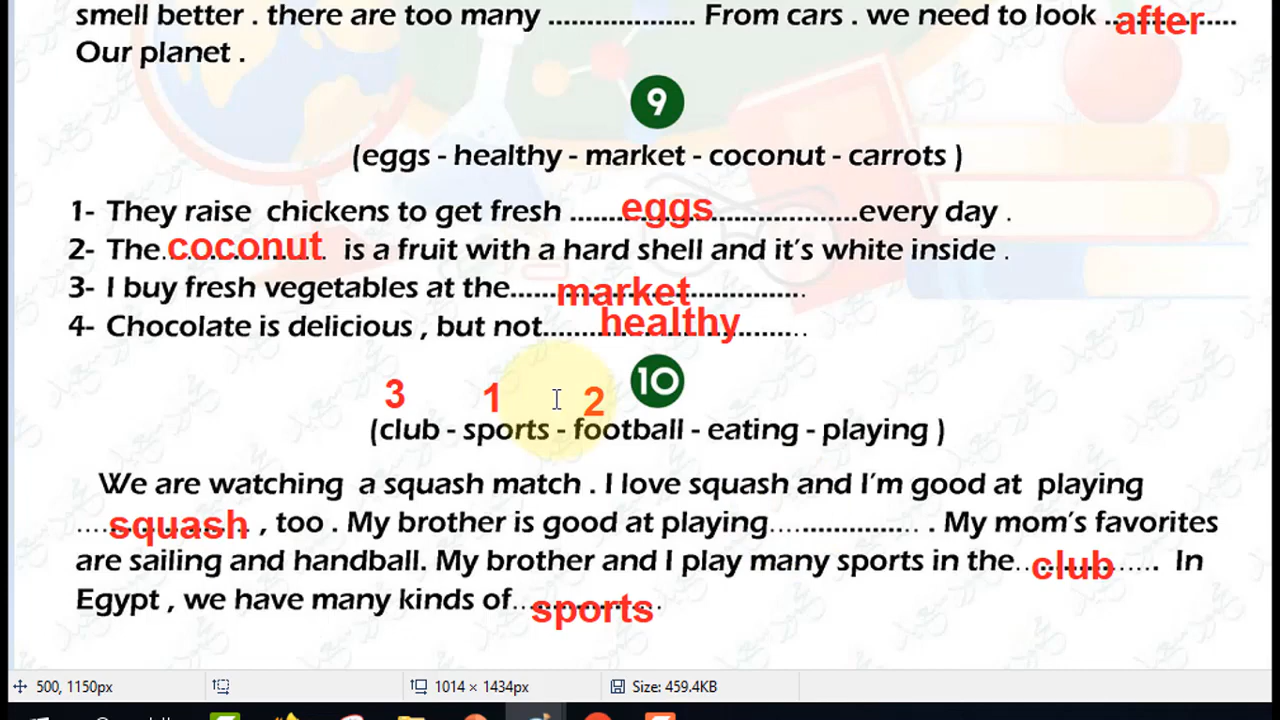 smell better . there are too many ................... From cars . we need to look after
Our planet .
9
(eggs - healthy - market - coconut - carrots )
1- They raise chickens to get fresh ......eggs..................every day .
2- The.coconut. is a fruit with a hard shell and it's white inside .
3- I buy fresh vegetables at the......market...............
4- Chocolate is delicious , but not.......healthy.........
3 1 2 10
(club - sports - football - eating - playing )
We are watching a squash match . I love squash and I'm good at playing
....squash. , too . My brother is good at playing................... . My mom's favorites
are sailing and handball. My brother and I play many sports in the..club..... In
Egypt , we have many kinds of...sports.
500, 1150px 1014 × 1434px Size: 459.4KB